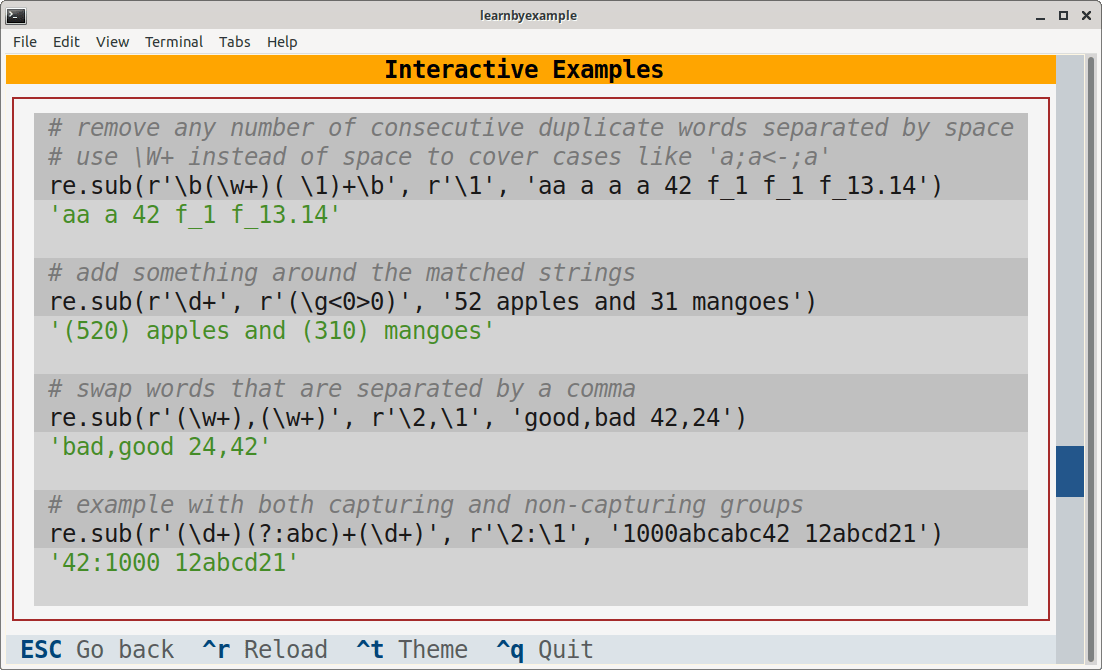 learnbyexample
File Edit View Terminal Tabs Help
Interactive Examples
# remove any number of consecutive duplicate words separated by space
# use \W+ instead of space to cover cases like 'a;a<-;a'
re.sub(r'\b(\w+)( \1)+\b', r'\1', 'aa a a a 42 f_1 f_1 f_13.14')
'aa a 42 f_1 f_13.14'
# add something around the matched strings
re.sub(r'\d+', r'(\g<0>0)', '52 apples and 31 mangoes')
'(520) apples and (310) mangoes'
# swap words that are separated by a comma
re.sub(r'(\w+),(\w+)', r'\2,\1', 'good,bad 42,24')
'bad,good 24,42'
# example with both capturing and non-capturing groups
re.sub(r'(\d+)(?:abc)+(\d+)', r'\2:\1', '1000abcabc42 12abcd21')
'42:1000 12abcd21'
ESC Go back ^r Reload ^t Theme ^q Quit